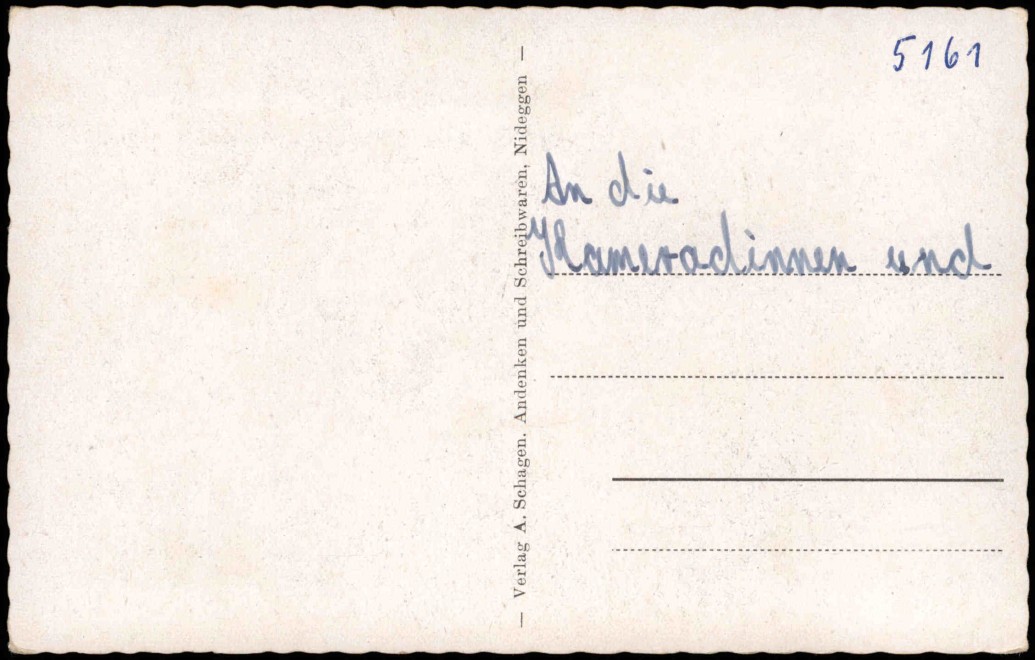 5161
— Verlag A. Schagen, Andenken und Schreibwaren, Nideggen —
An die
Kameradinnen und